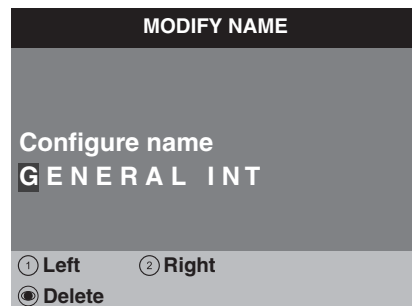 MODIFY NAME
Configure name
GENERAL INT
① Left ② Right
◉ Delete